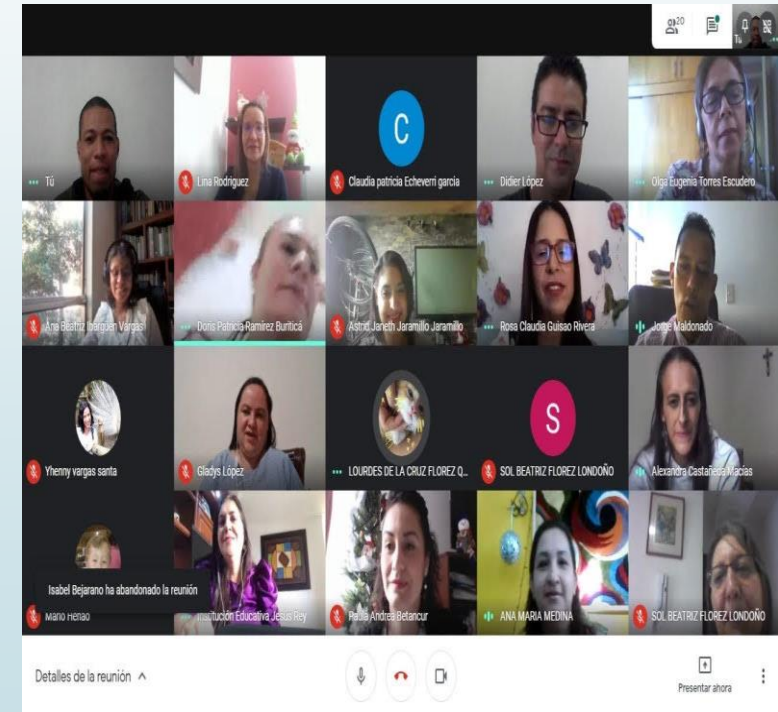 20
Tú
Tú
Lina Rodriguez
C
Claudia patricia Echeverri garcia
Didier López
Olga Eugenia Torres Escudero
Ana Beatriz Ibarguen Vargas
Doris Patricia Ramirez Buriticá
Astrid Janeth Jaramillo Jaramillo
Rosa Claudia Guisao Rivera
Jorge Maldonado
Yhenny vargas santa
Gladys López
LOURDES DE LA CRUZ FLOREZ Q...
S
SOL BEATRIZ FLOREZ LONDOÑO
Alexandra Castañeda Macías
Isabel Bejarano ha abandonado la reunión
Mario Henao
Institución Educativa Jesús Rey
Paula Andrea Betancur
ANA MARIA MEDINA
SOL BEATRIZ FLOREZ LONDOÑO
Detalles de la reunión
Presentar ahora